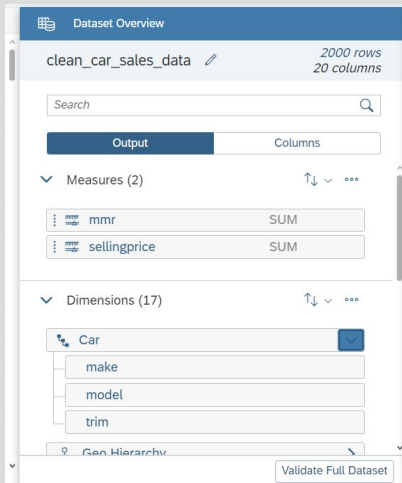 Dataset Overview
clean_car_sales_data
2000 rows
20 columns
Search
Output
Columns
Measures (2)
mmr SUM
sellingprice SUM
Dimensions (17)
Car
make
model
trim
Geo Hierarchy
Validate Full Dataset